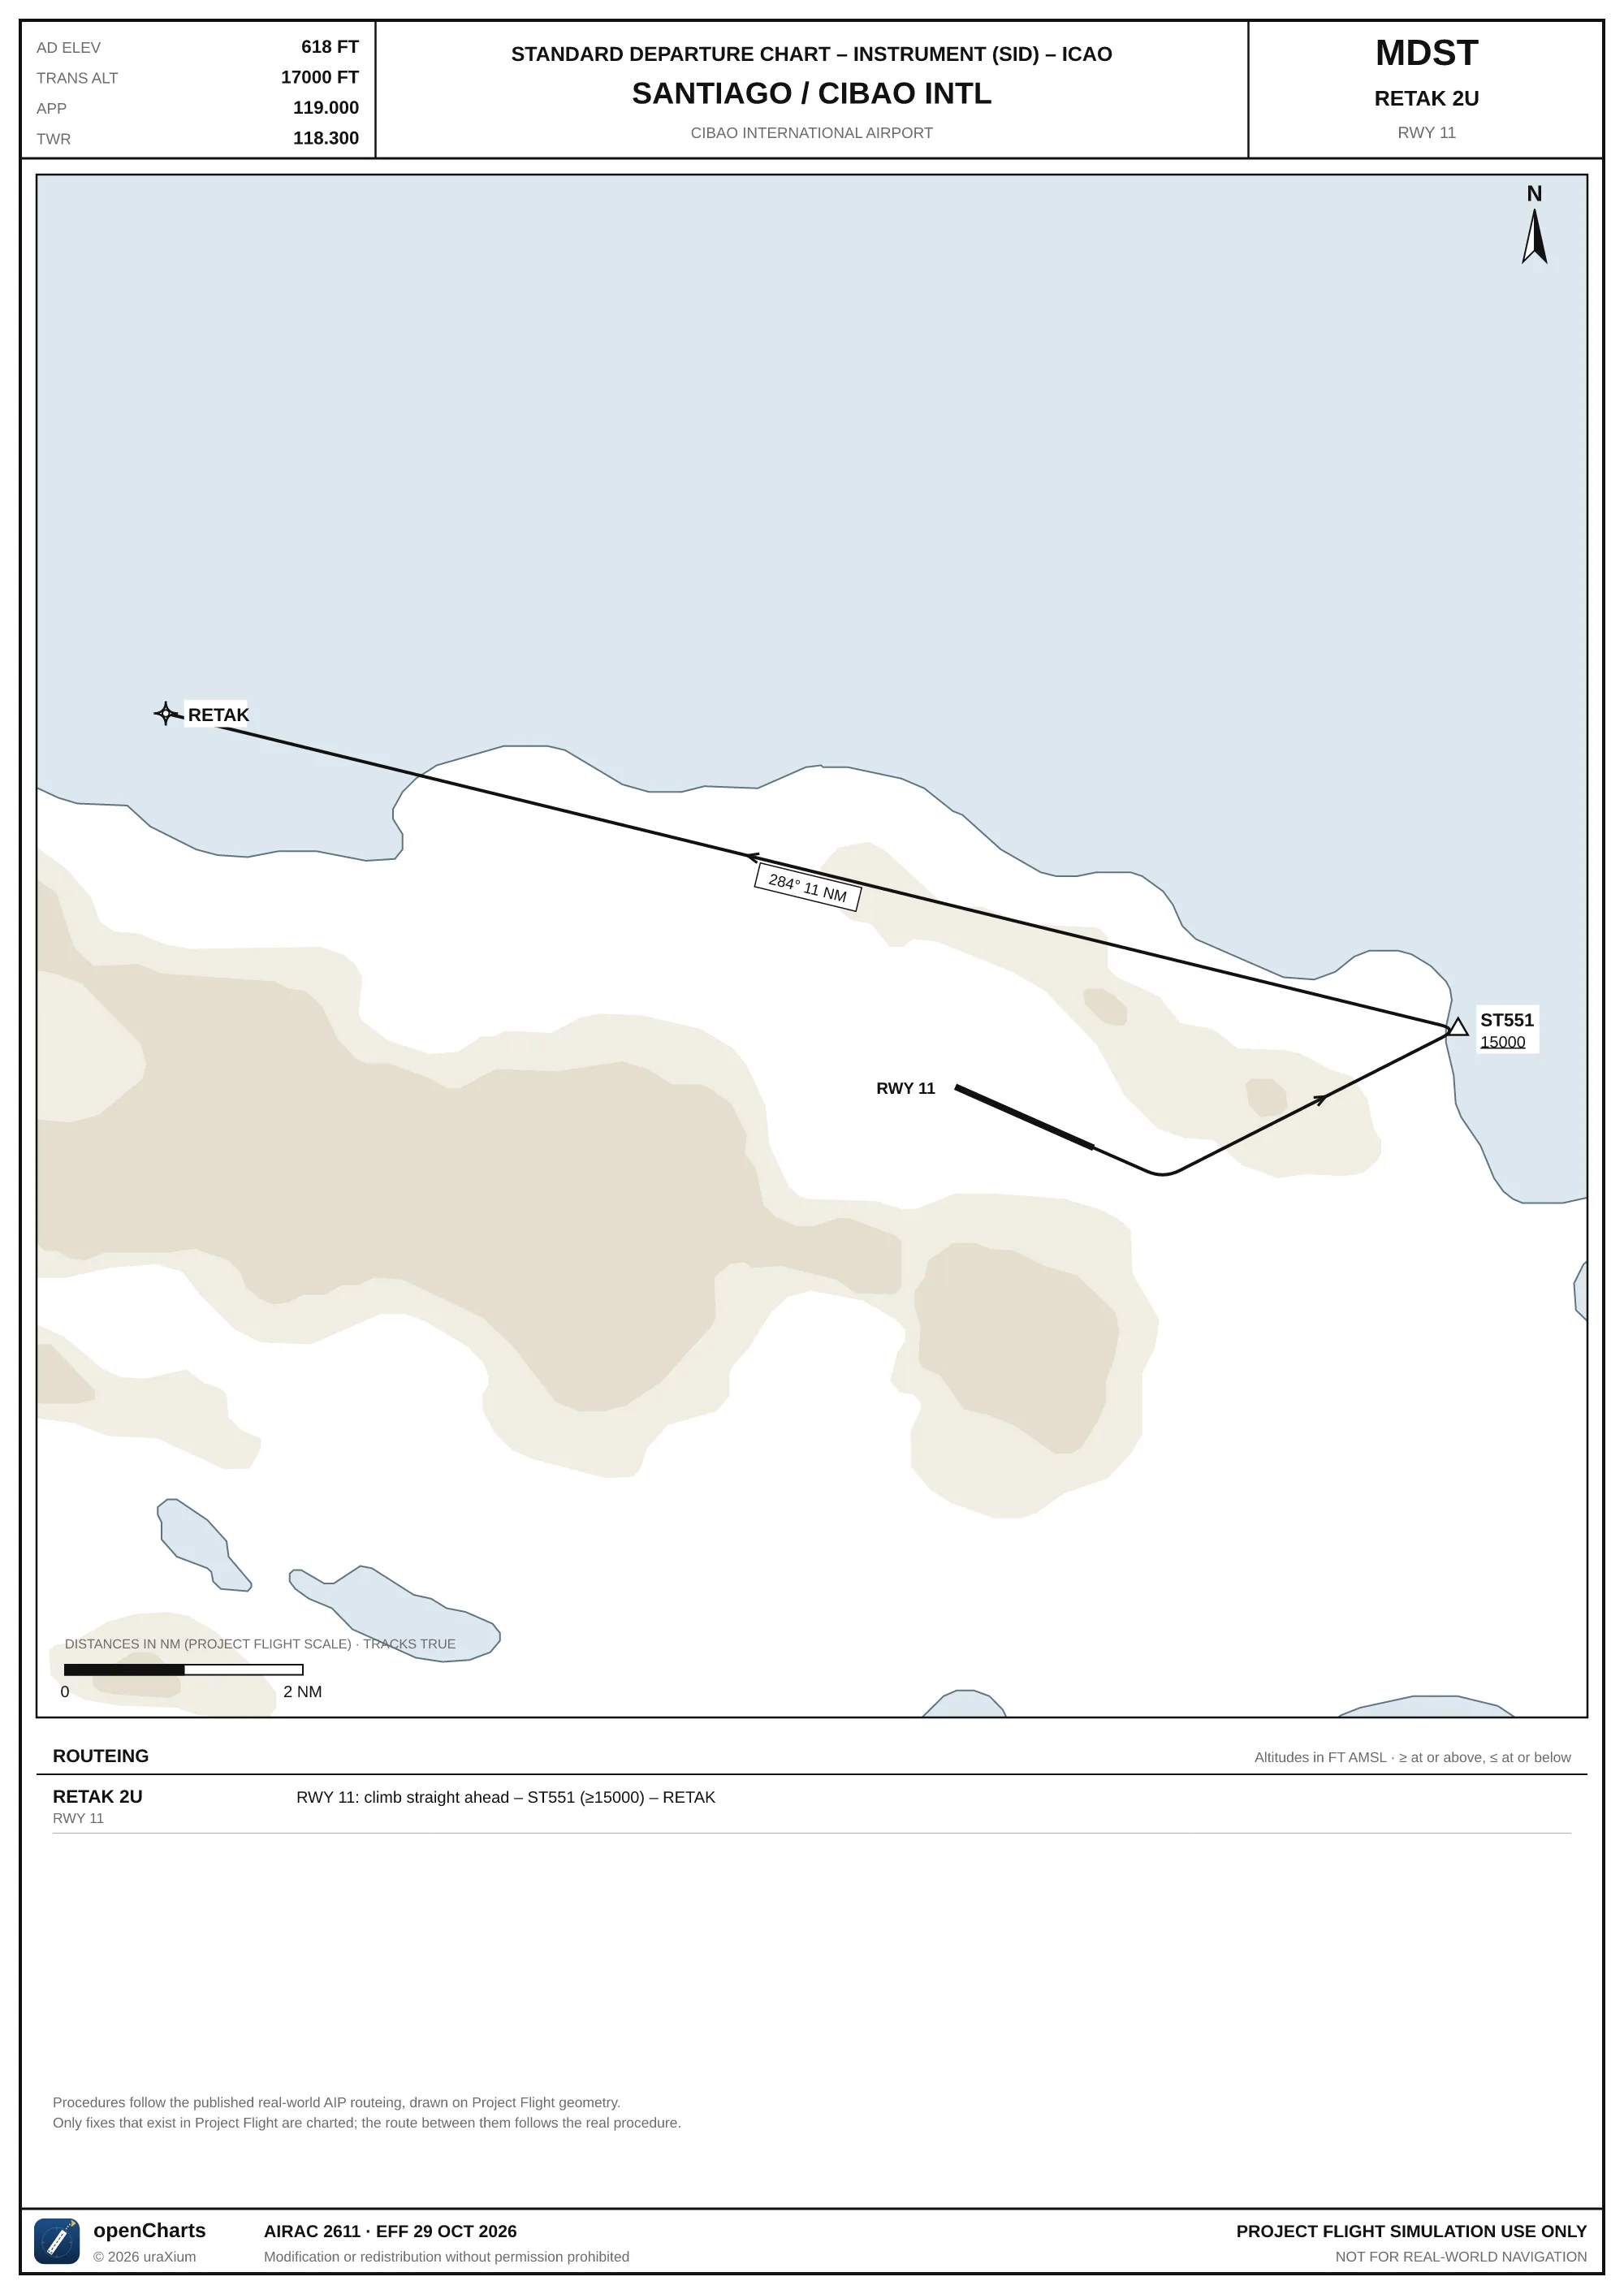 AD ELEV 618 FT
TRANS ALT 17000 FT
APP 119.000
TWR 118.300
STANDARD DEPARTURE CHART – INSTRUMENT (SID) – ICAO
SANTIAGO / CIBAO INTL
CIBAO INTERNATIONAL AIRPORT
MDST
RETAK 2U
RWY 11
N
RETAK
284° 11 NM
ST551
15000
RWY 11
DISTANCES IN NM (PROJECT FLIGHT SCALE) · TRACKS TRUE
0 2 NM
ROUTEING Altitudes in FT AMSL · ≥ at or above, ≤ at or below
RETAK 2U RWY 11: climb straight ahead – ST551 (≥15000) – RETAK
RWY 11
Procedures follow the published real-world AIP routeing, drawn on Project Flight geometry.
Only fixes that exist in Project Flight are charted; the route between them follows the real procedure.
openCharts AIRAC 2611 · EFF 29 OCT 2026 PROJECT FLIGHT SIMULATION USE ONLY
© 2026 uraXium Modification or redistribution without permission prohibited NOT FOR REAL-WORLD NAVIGATION